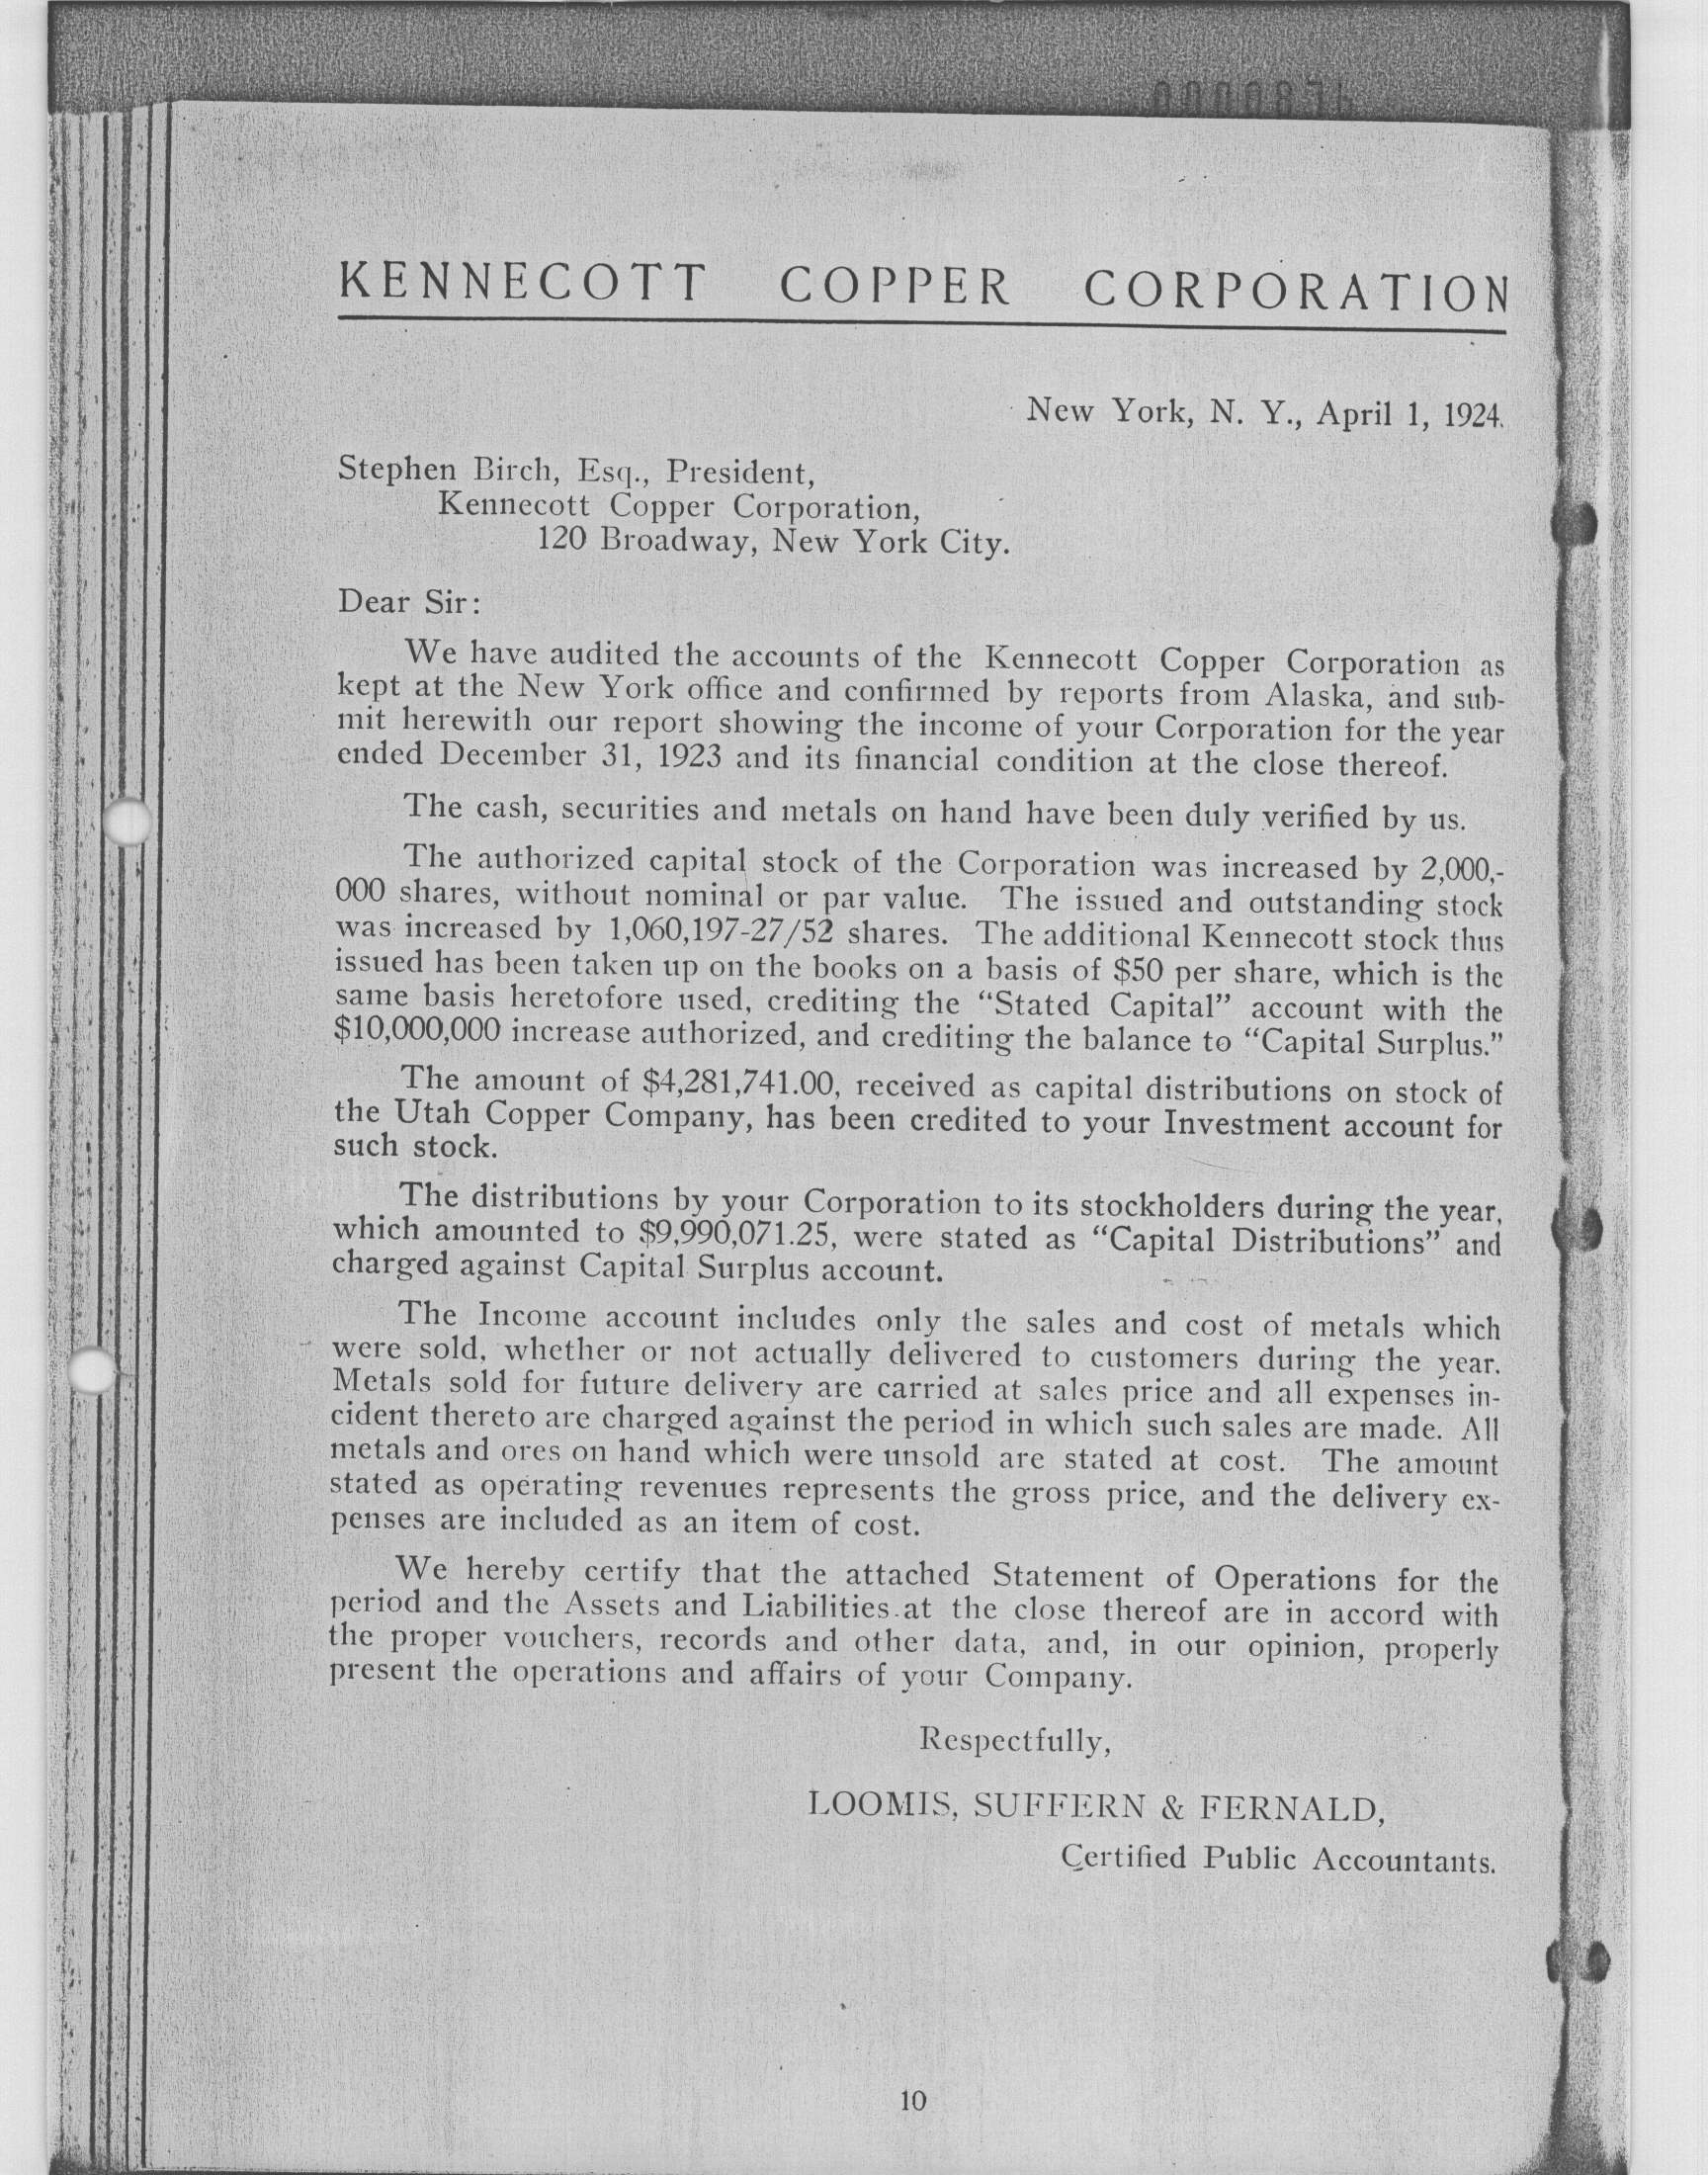 KENNECOTT COPPER CORPORATION
New York, N. Y., April 1, 1924.
Stephen Birch, Esq., President,
Kennecott Copper Corporation,
120 Broadway, New York City.
Dear Sir:
We have audited the accounts of the Kennecott Copper Corporation as
kept at the New York office and confirmed by reports from Alaska, and sub-
mit herewith our report showing the income of your Corporation for the year
ended December 31, 1923 and its financial condition at the close thereof.
The cash, securities and metals on hand have been duly verified by us.
The authorized capital stock of the Corporation was increased by 2,000,-
000 shares, without nominal or par value. The issued and outstanding stock
was increased by 1,060,197-27/52 shares. The additional Kennecott stock thus
issued has been taken up on the books on a basis of $50 per share, which is the
same basis heretofore used, crediting the “Stated Capital” account with the
$10,000,000 increase authorized, and crediting the balance to “Capital Surplus.”
The amount of $4,281,741.00, received as capital distributions on stock of
the Utah Copper Company, has been credited to your Investment account for
such stock.
The distributions by your Corporation to its stockholders during the year,
which amounted to $9,990,071.25, were stated as “Capital Distributions” and
charged against Capital Surplus account.
The Income account includes only the sales and cost of metals which
were sold, whether or not actually delivered to customers during the year.
Metals sold for future delivery are carried at sales price and all expenses in-
cident thereto are charged against the period in which such sales are made. All
metals and ores on hand which were unsold are stated at cost. The amount
stated as operating revenues represents the gross price, and the delivery ex-
penses are included as an item of cost.
We hereby certify that the attached Statement of Operations for the
period and the Assets and Liabilities at the close thereof are in accord with
the proper vouchers, records and other data, and, in our opinion, properly
present the operations and affairs of your Company.
Respectfully,
LOOMIS, SUFFERN & FERNALD,
Certified Public Accountants.
10